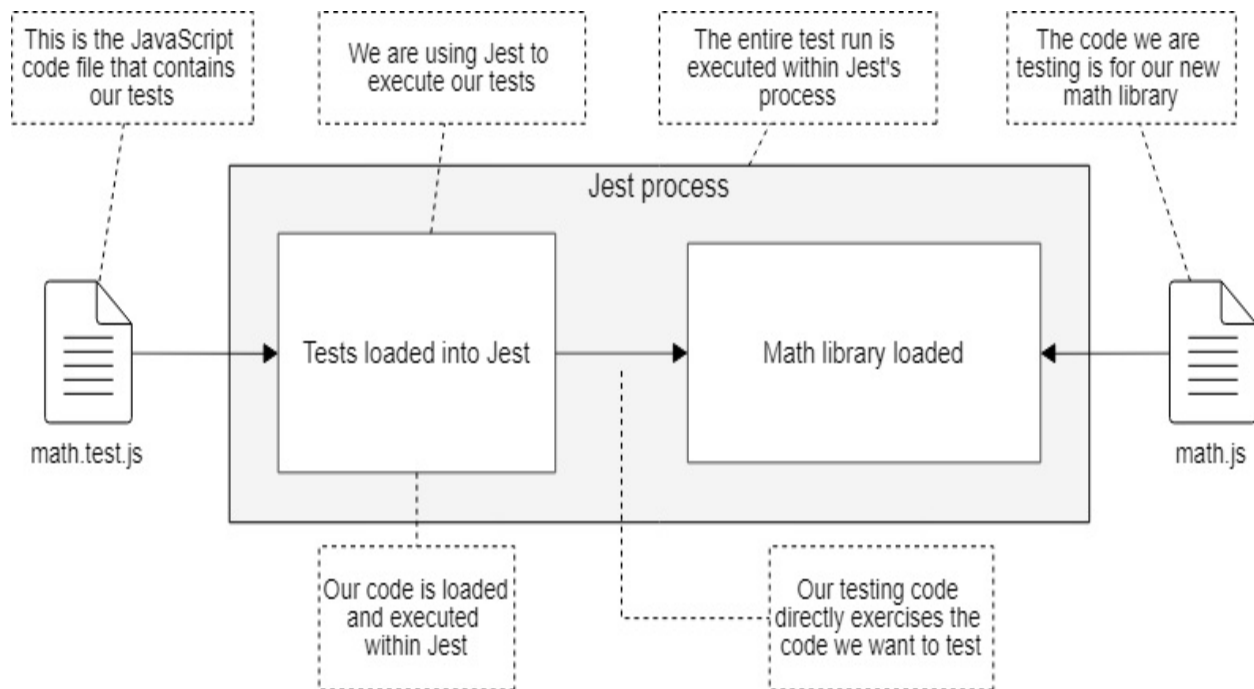 This is the JavaScript
code file that contains
our tests
We are using Jest to
execute our tests
The entire test run is
executed within Jest's
process
The code we are
testing is for our new
math library
Jest process
Tests loaded into Jest
Math library loaded
math.test.js
math.js
Our code is loaded
and executed
within Jest
Our testing code
directly exercises the
code we want to test